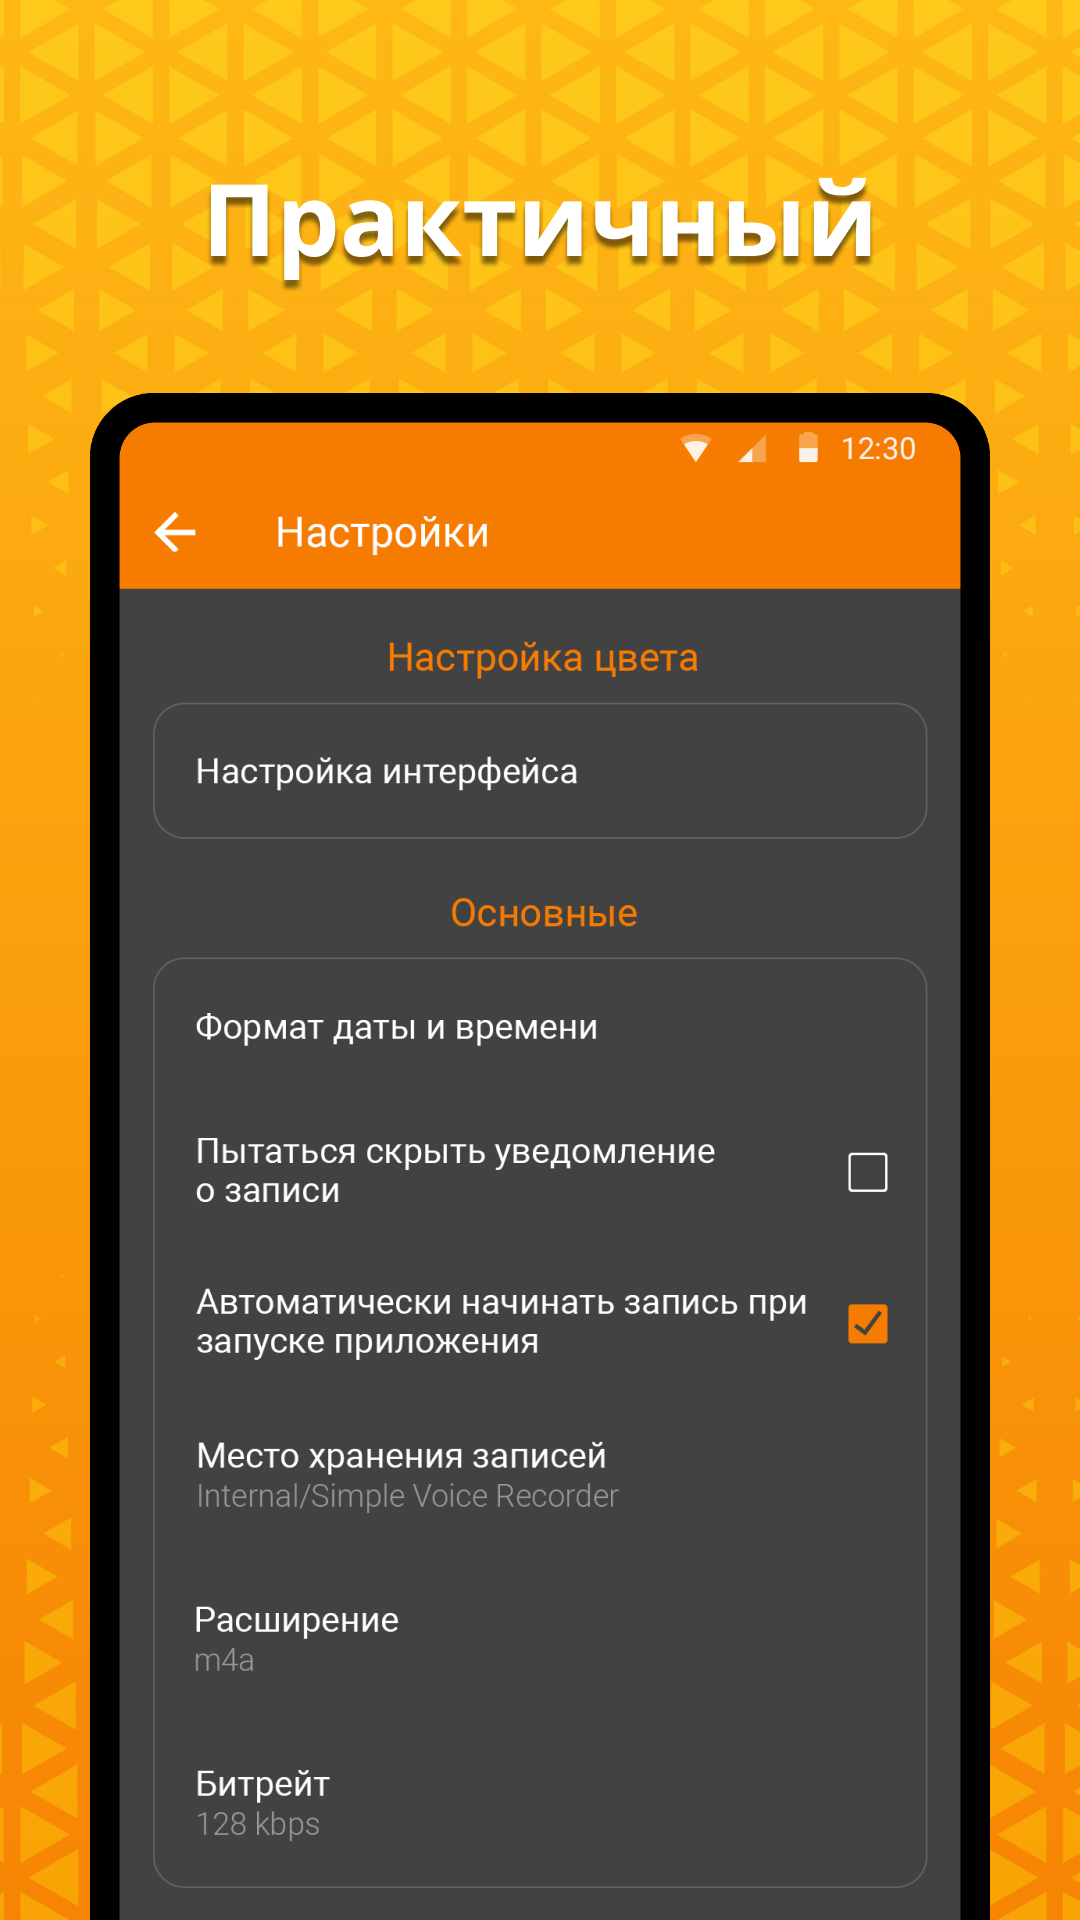 Практичный
12:30
Настройки
Настройка цвета
Настройка интерфейса
Основные
Формат даты и времени
Пытаться скрыть уведомление
о записи
Автоматически начинать запись при
запуске приложения
Место хранения записей
Internal/Simple Voice Recorder
Расширение
m4a
Битрейт
128 kbps